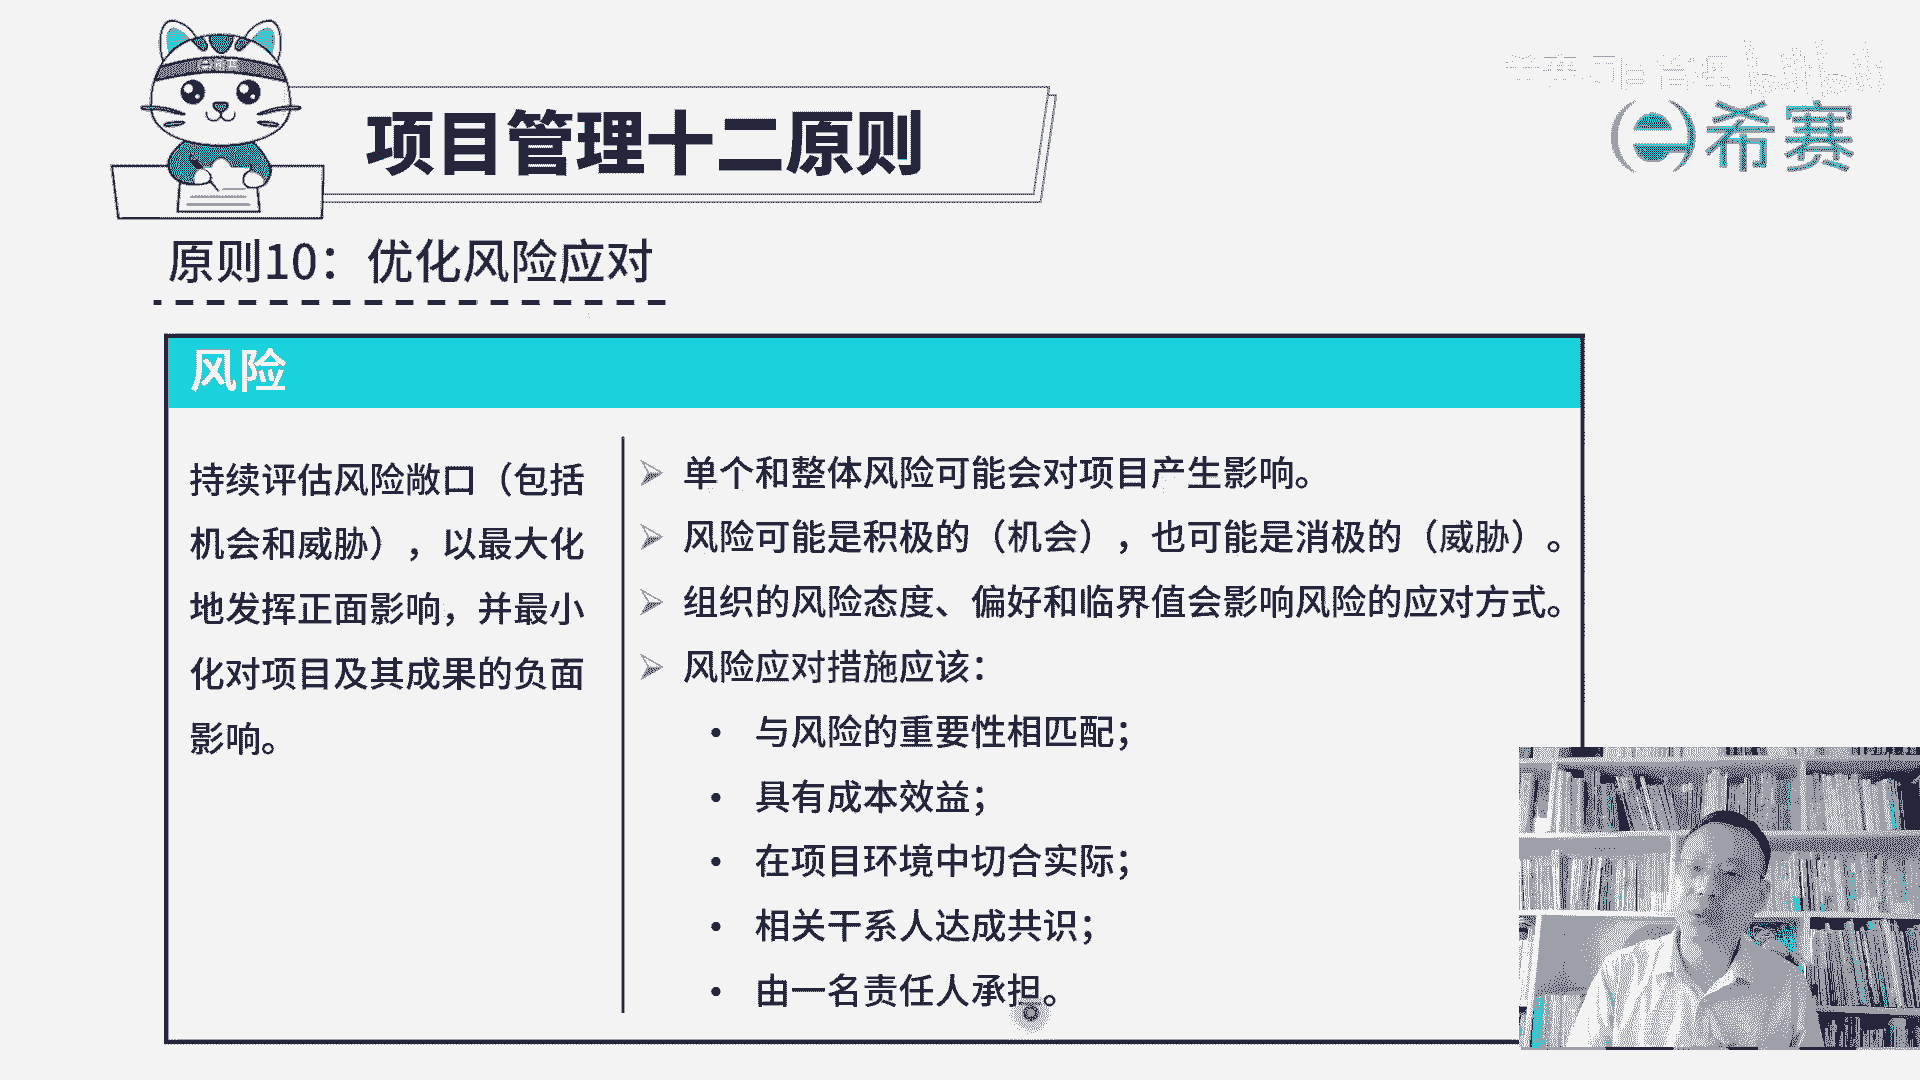 希赛
项目管理十二原则
希赛
原则10：优化风险应对
风险
持续评估风险敞口（包括
机会和威胁），以最大化
地发挥正面影响，并最小
化对项目及其成果的负面
影响。
单个和整体风险可能会对项目产生影响。
风险可能是积极的（机会），也可能是消极的（威胁）。
组织的风险态度、偏好和临界值会影响风险的应对方式。
风险应对措施应该：
• 与风险的重要性相匹配；
• 具有成本效益；
• 在项目环境中切合实际；
• 相关干系人达成共识；
• 由一名责任人承担。